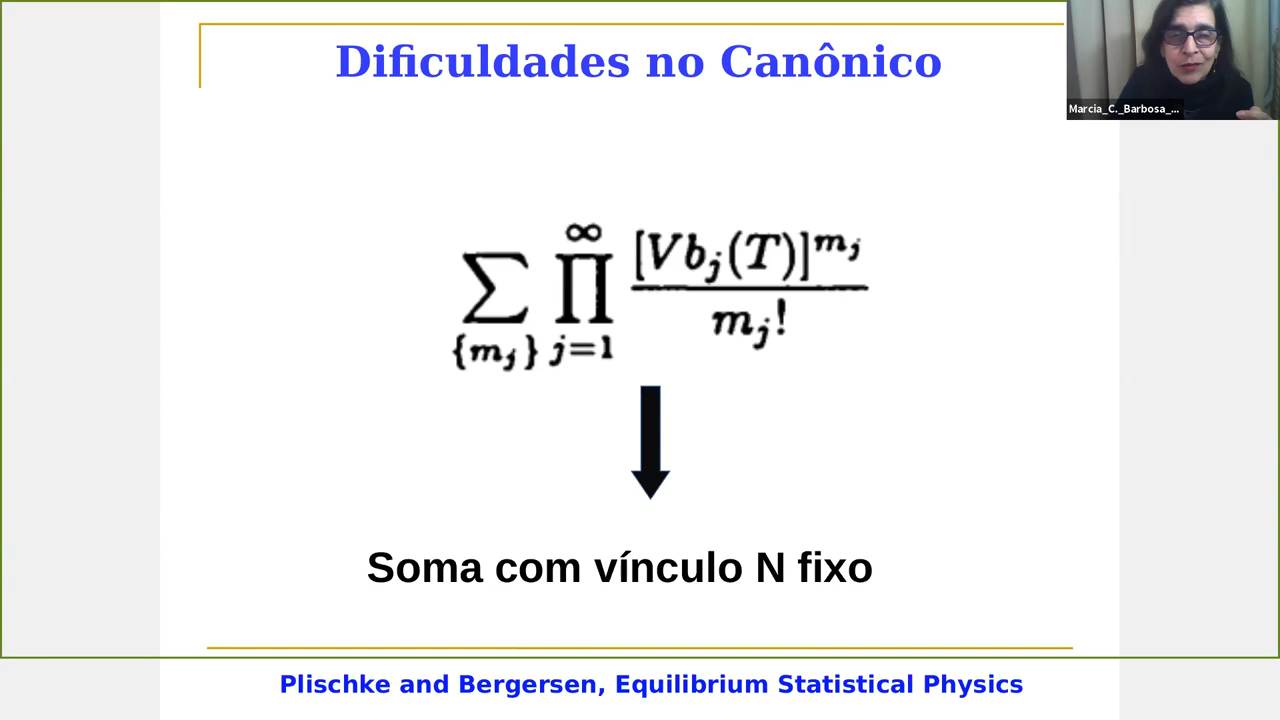 Dificuldades no Canônico
Marcia_C._Barbosa_...
∑_{\{m_j\}} ∏_{j=1}^{∞} \frac{[Vb_j(T)]^{m_j}}{m_j!}
Soma com vínculo N fixo
Plischke and Bergersen, Equilibrium Statistical Physics